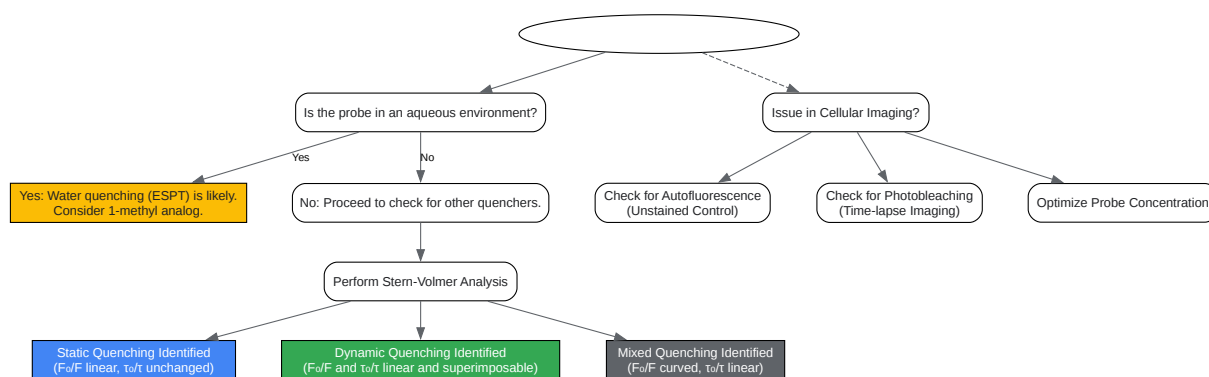 Is the probe in an aqueous environment?
Issue in Cellular Imaging?
Yes
No
Yes: Water quenching (ESPT) is likely.
Consider 1-methyl analog.
No: Proceed to check for other quenchers.
Check for Autofluorescence
(Unstained Control)
Check for Photobleaching
(Time-lapse Imaging)
Optimize Probe Concentration
Perform Stern-Volmer Analysis
Static Quenching Identified
(F₀/F linear, τ₀/τ unchanged)
Dynamic Quenching Identified
(F₀/F and τ₀/τ linear and superimposable)
Mixed Quenching Identified
(F₀/F curved, τ₀/τ linear)